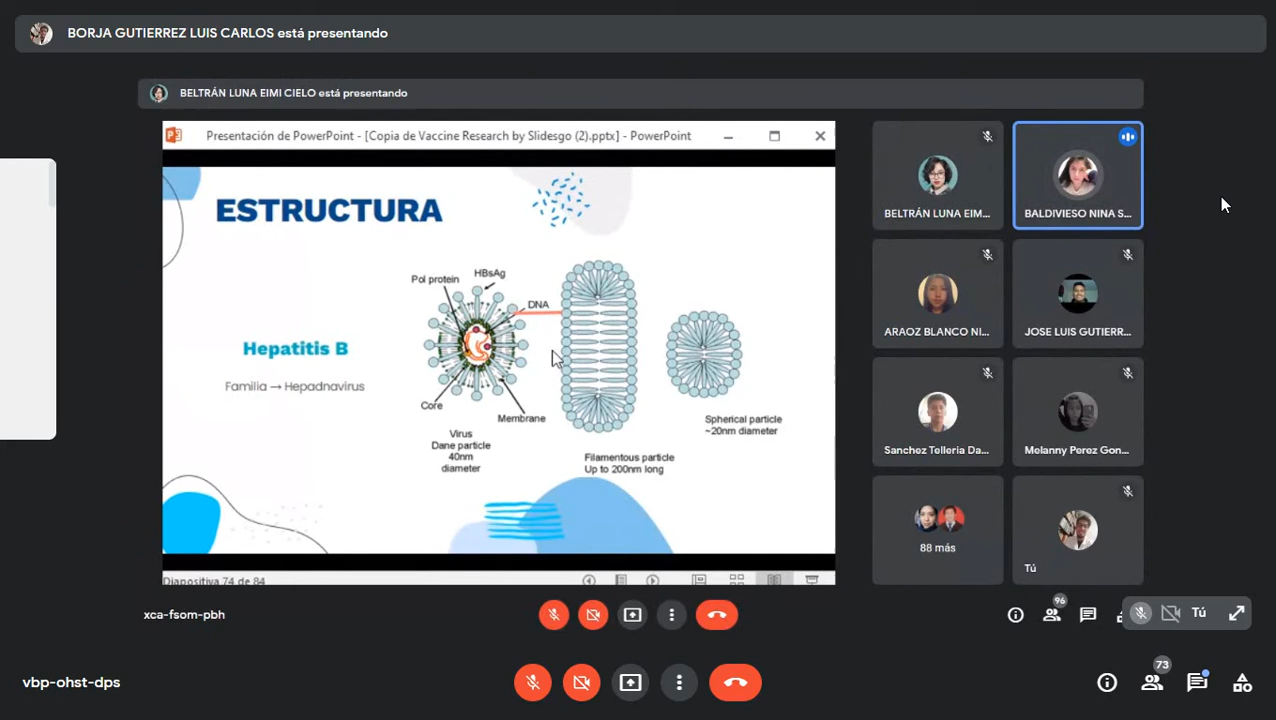 BORJA GUTIERREZ LUIS CARLOS está presentando
BELTRÁN LUNA EIMI CIELO está presentando
Presentación de PowerPoint - [Copia de Vaccine Research by Slidesgo (2).pptx] - PowerPoint
ESTRUCTURA
Hepatitis B
Familia → Hepadnavirus
Pol protein
HBsAg
DNA
Core
Membrane
Virus
Dane particle
40nm
diameter
Filamentous particle
Up to 200nm long
Spherical particle
~20nm diameter
Diapositiva 74 de 84
BELTRÁN LUNA EIM...
BALDIVIESO NINA S...
ARAOZ BLANCO NI...
JOSE LUIS GUTIERR...
Sanchez Telleria Da...
Melanny Perez Gon...
88 más
Tú
xca-fsom-pbh
96
Tú
vbp-ohst-dps
73